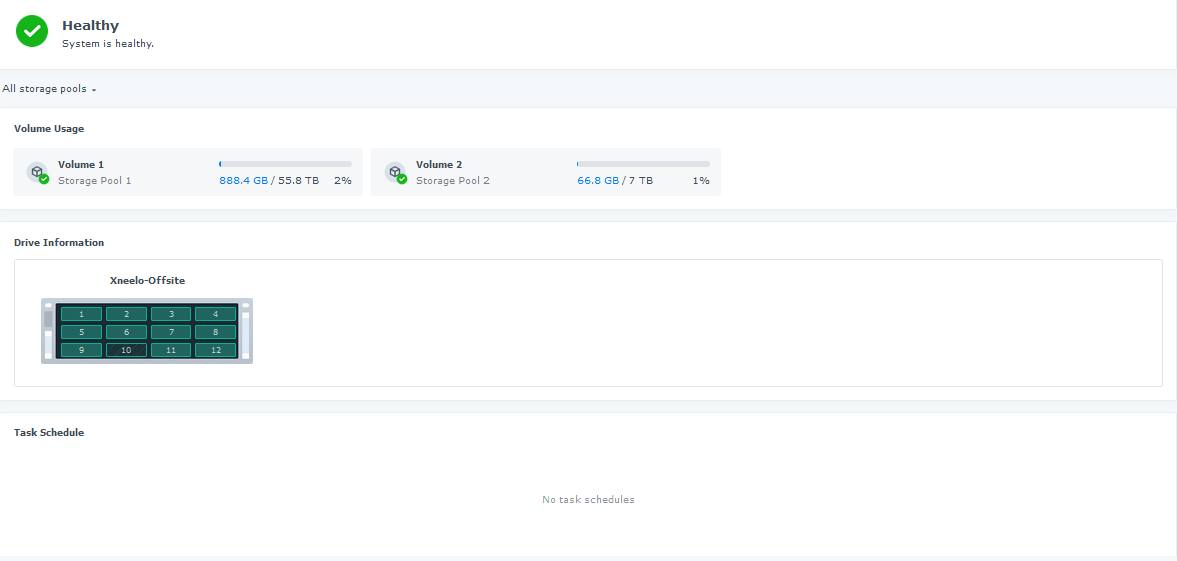 Healthy
System is healthy.
All storage pools
Volume Usage
Volume 1
Storage Pool 1
888.4 GB / 55.8 TB 2%
Volume 2
Storage Pool 2
66.8 GB / 7 TB 1%
Drive Information
Xneelo-Offsite
1 2 3 4
5 6 7 8
9 10 11 12
Task Schedule
No task schedules